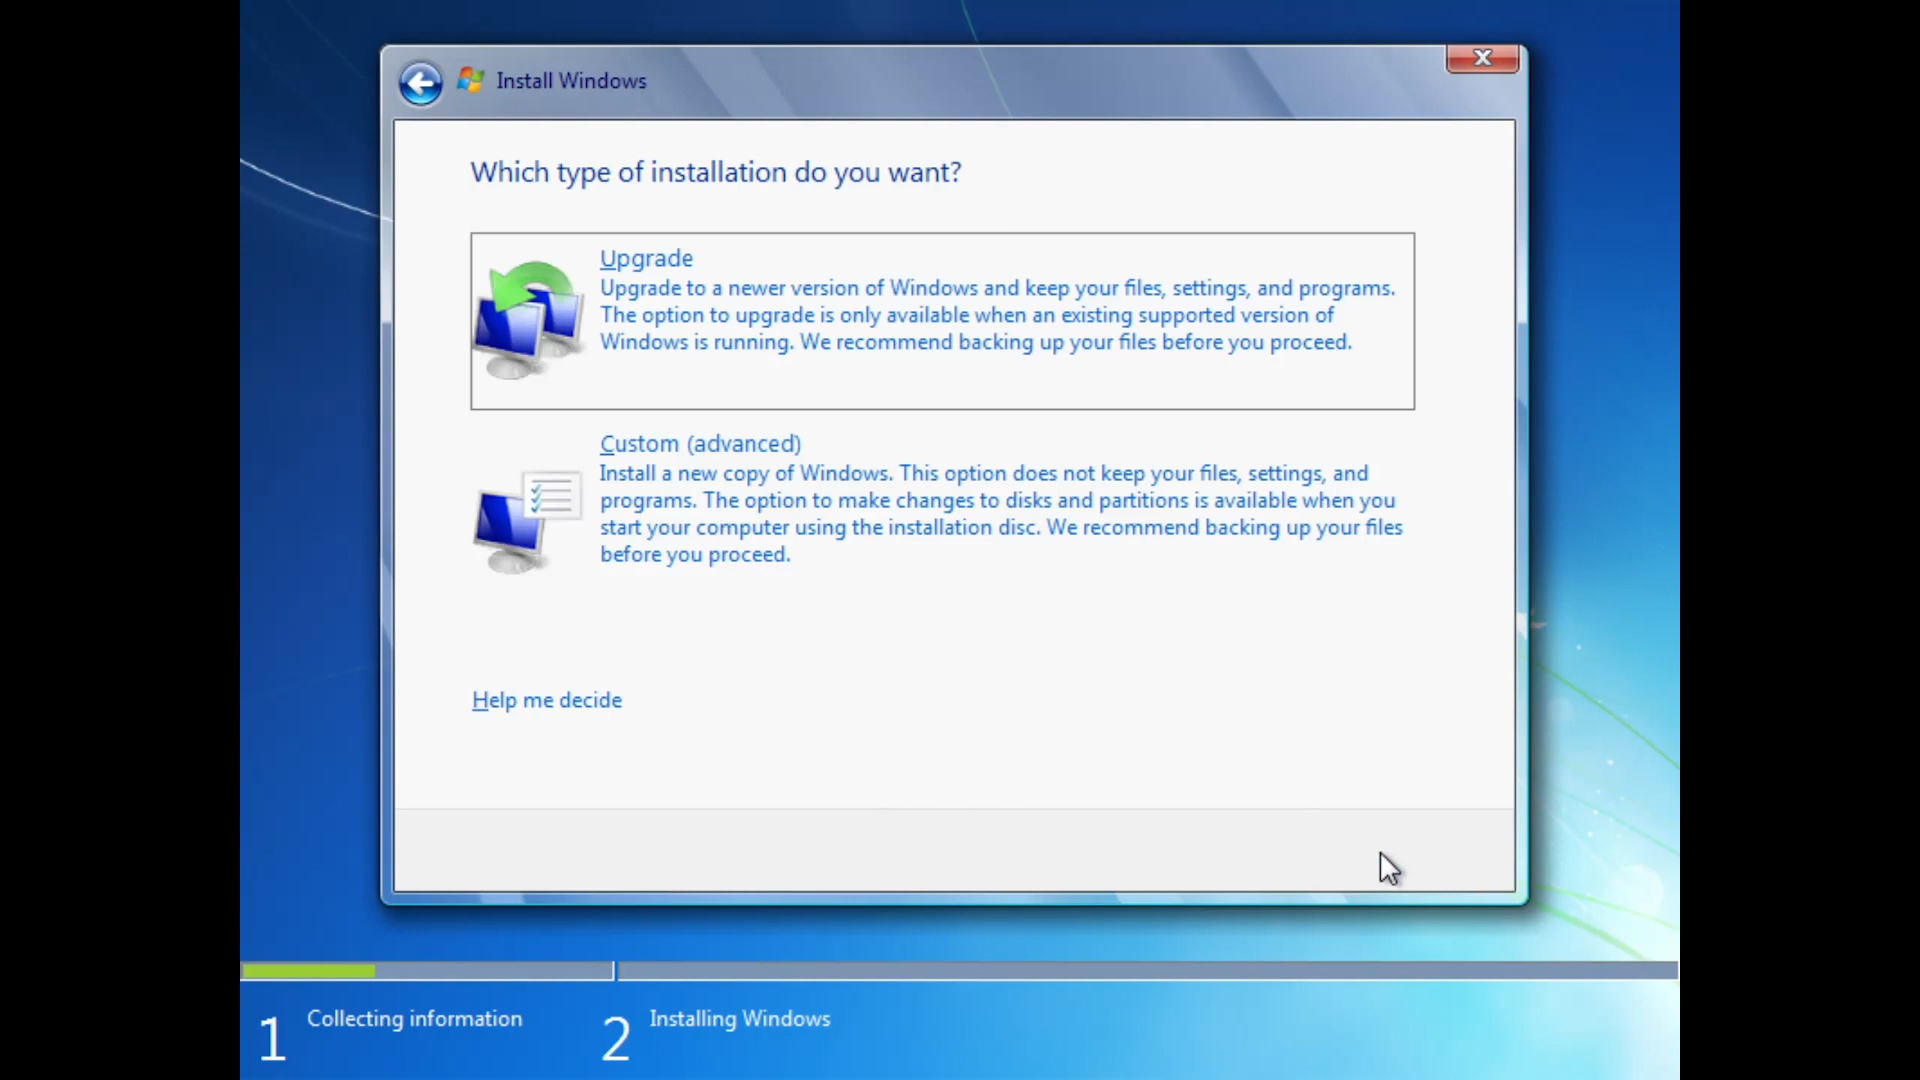 Install Windows
X
Which type of installation do you want?
Upgrade
Upgrade to a newer version of Windows and keep your files, settings, and programs.
The option to upgrade is only available when an existing supported version of
Windows is running. We recommend backing up your files before you proceed.
Custom (advanced)
Install a new copy of Windows. This option does not keep your files, settings, and
programs. The option to make changes to disks and partitions is available when you
start your computer using the installation disc. We recommend backing up your files
before you proceed.
Help me decide
1 Collecting information
2 Installing Windows